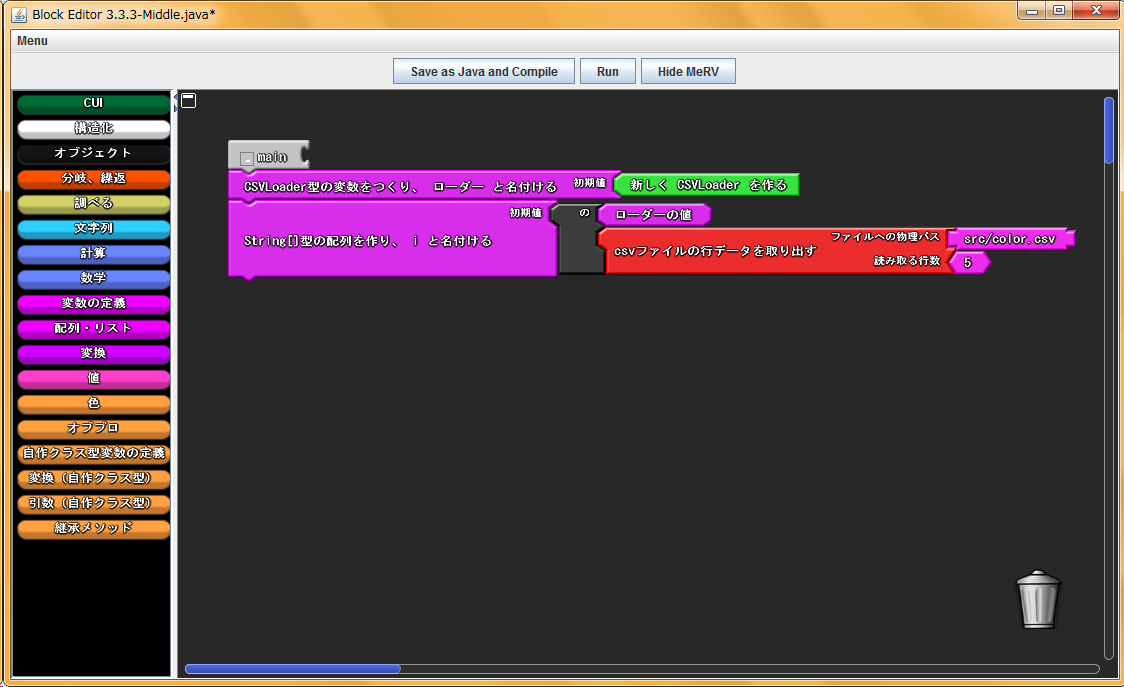 Block Editor 3.3.3-Middle.java*
Menu
Save as Java and Compile
Run
Hide MeRV
CUI
構造化
オブジェクト
分岐、繰返
調べる
文字列
計算
数学
変数の定義
配列・リスト
変換
値
色
オブプロ
自作クラス型変数の定義
変換（自作クラス型）
引数（自作クラス型）
継承メソッド
main
CSVLoader型の変数をつくり、 ローダー と名付ける 初期値 新しく CSVLoader を作る
初期値 の ローダーの値
String[]型の配列を作り、 i と名付ける
csvファイルの行データを取り出す
ファイルへの物理パス src/color.csv
読み取る行数 5